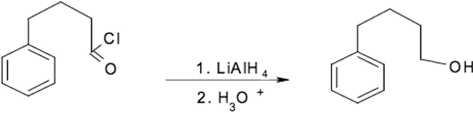 Cl
O
1. LiAlH4
2. H3O +
OH